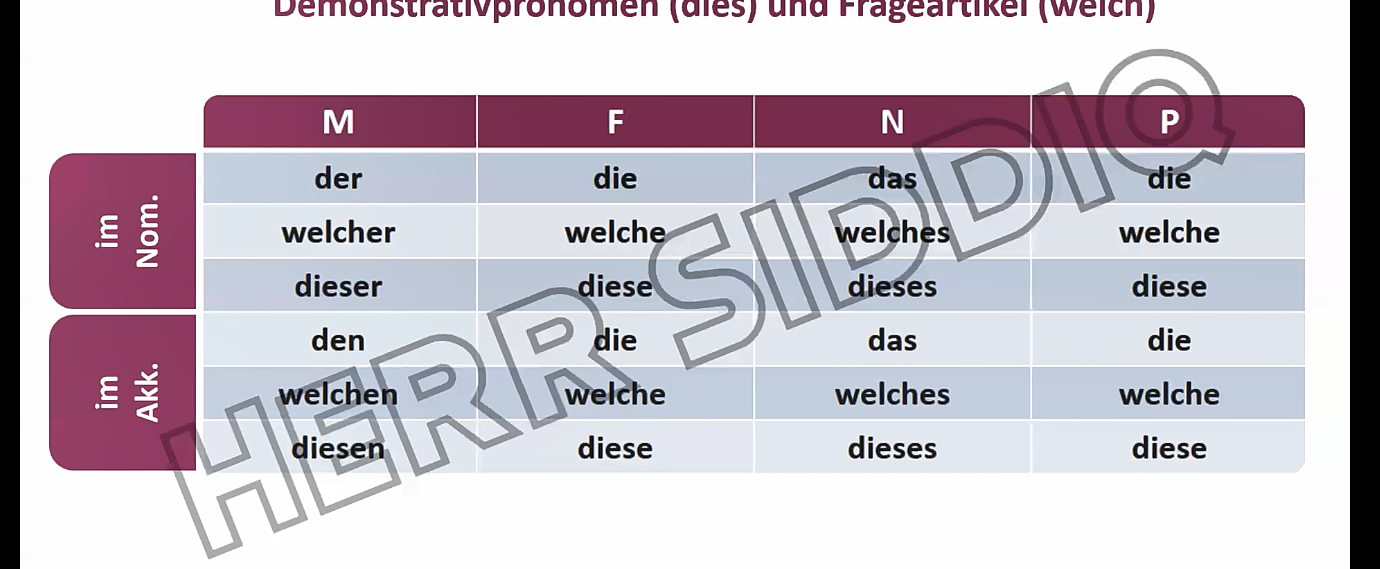 Demonstrativpronomen (dies) und Frageartikel (welch)
M F N P
im Nom.
der die das die
welcher welche welches welche
dieser diese dieses diese
im Akk.
den die das die
welchen welche welches welche
diesen diese dieses diese
HERR SIDDIQ